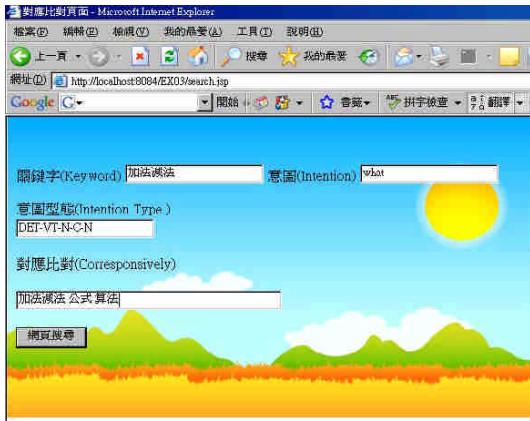 對應比對頁面 - Microsoft Internet Explorer
檔案(F) 編輯(E) 檢視(V) 我的最愛(A) 工具(T) 說明(H)
上一頁 搜尋 我的最愛
網址(D) http://localhost:8084/EX03/search.jsp
Google G 開始 書籤 拼字檢查 翻譯
關鍵字(Keyword) 加法減法 意圖(Intention) what
意圖型態(Intention Type )
DET-VT-N-C-N
對應比對(Corresponsively)
加法減法 公式 算法
網頁搜尋